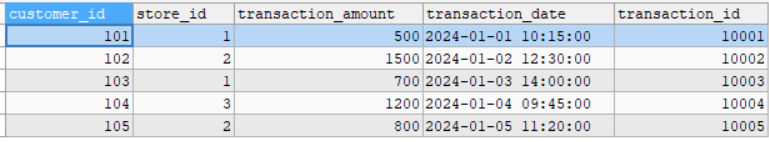 customer_id store_id transaction_amount transaction_date transaction_id
101 1 500 2024-01-01 10:15:00 10001
102 2 1500 2024-01-02 12:30:00 10002
103 1 700 2024-01-03 14:00:00 10003
104 3 1200 2024-01-04 09:45:00 10004
105 2 800 2024-01-05 11:20:00 10005